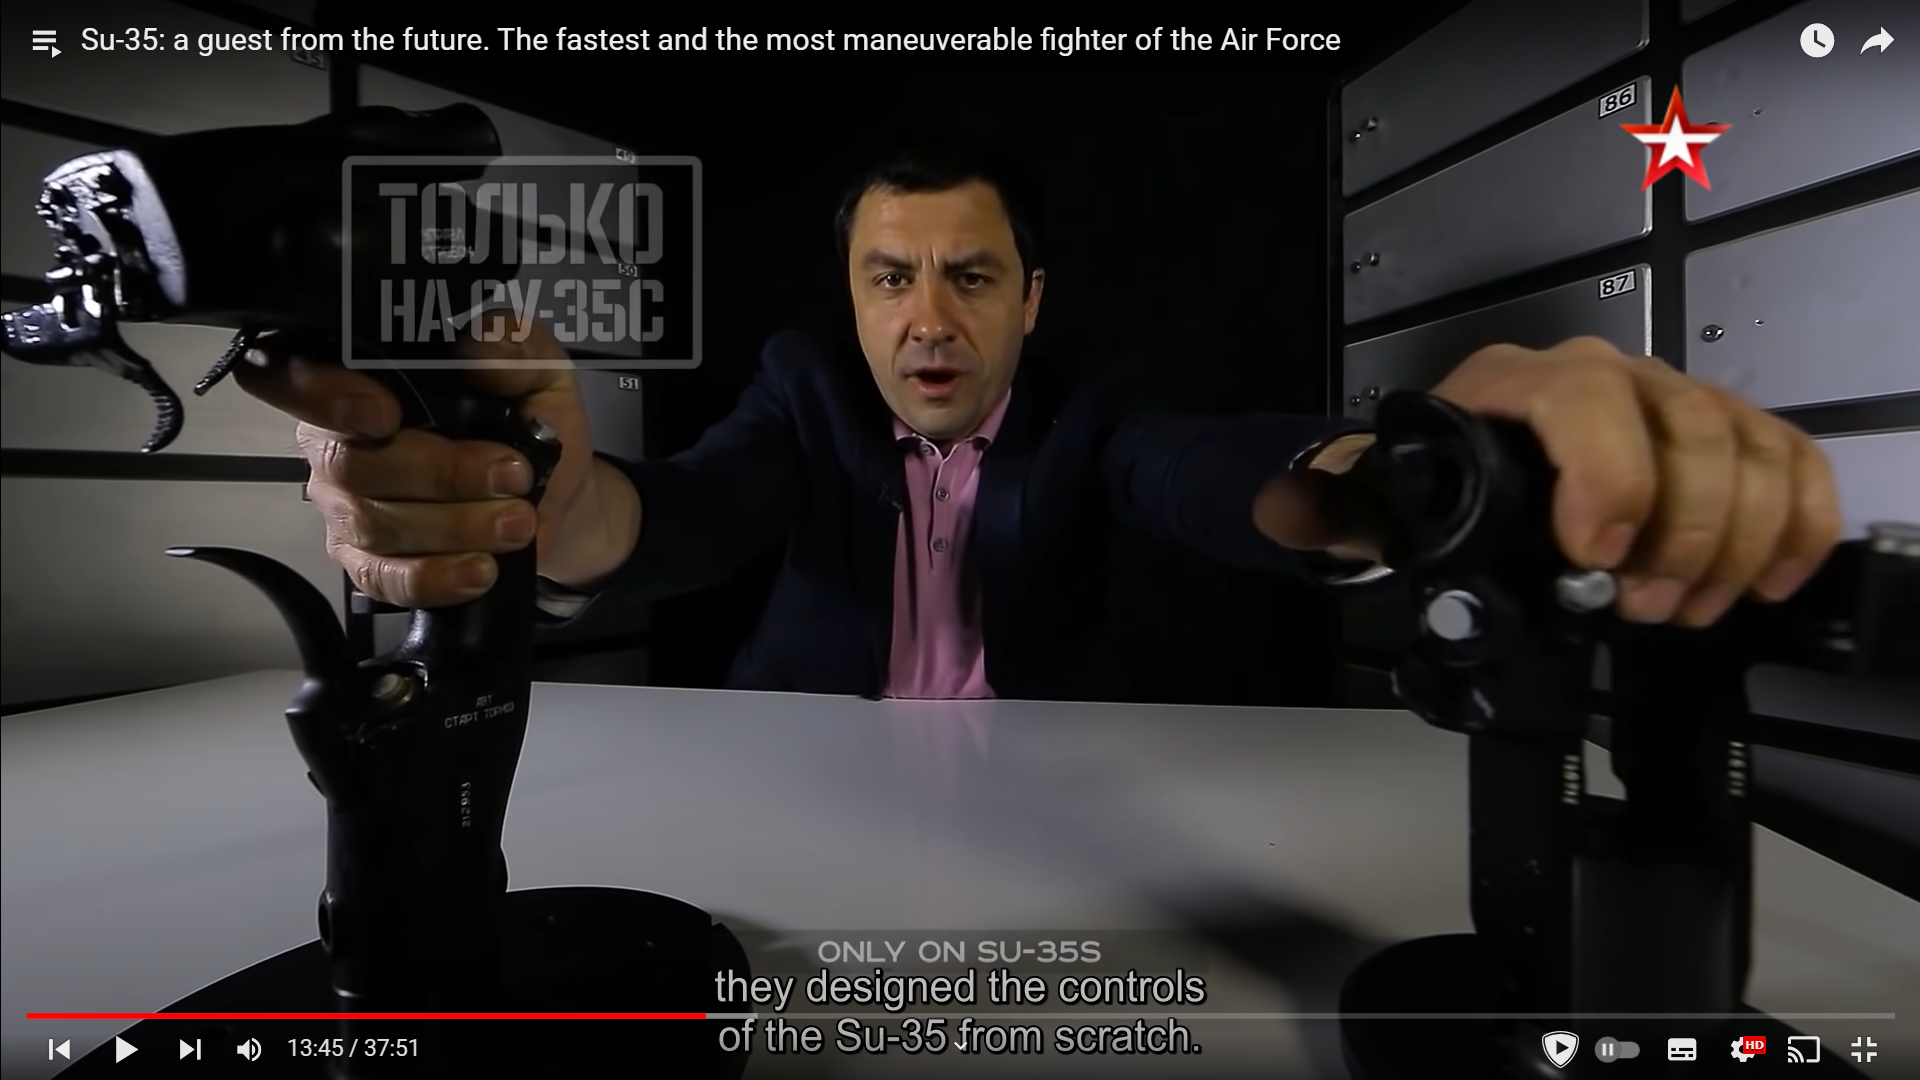 Su-35: a guest from the future. The fastest and the most maneuverable fighter of the Air Force
45
49
86
ТОЛЬКО
НА СУ-35С
50
87
51
АВТ
СТАРТ ТОРМОЗ
212953
ONLY ON SU-35S
they designed the controls
of the Su-35 from scratch.
13:45 / 37:51
HD